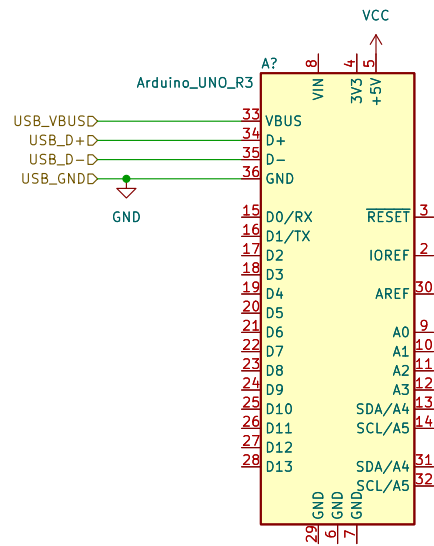 VCC
A?
Arduino_UNO_R3
8
4
5
VIN
3V3
+5V
USB_VBUS
33
VBUS
USB_D+
34
D+
USB_D-
35
D-
USB_GND
36
GND
GND
15
D0/RX
RESET
3
16
D1/TX
17
D2
IOREF
2
18
D3
19
D4
AREF
30
20
D5
21
D6
A0
9
22
D7
A1
10
23
D8
A2
11
24
D9
A3
12
25
D10
SDA/A4
13
26
D11
SCL/A5
14
27
D12
28
D13
SDA/A4
31
SCL/A5
32
GND
GND
GND
29
6
7